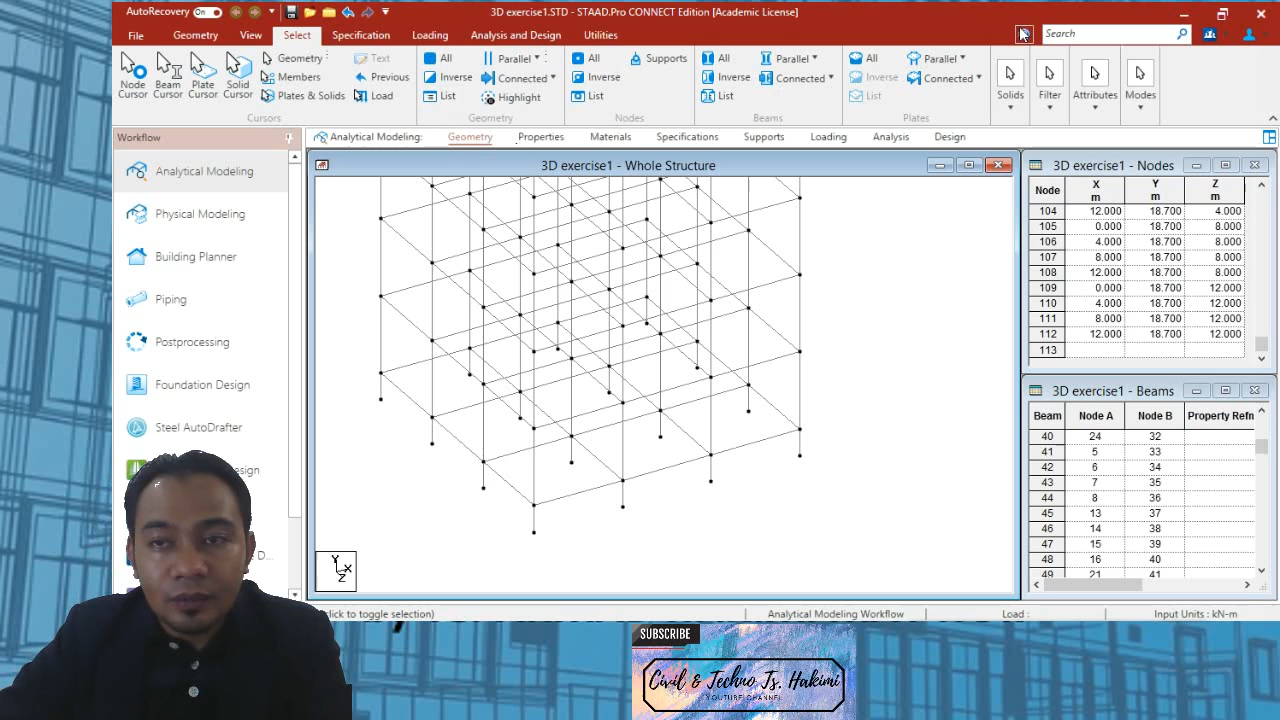 AutoRecovery On
3D exercise1.STD - STAAD.Pro CONNECT Edition [Academic License]
File Geometry View Select Specification Loading Analysis and Design Utilities
Search
Node Cursor
Beam Cursor
Plate Cursor
Solid Cursor
Geometry
Members
Plates & Solids
Text
Previous
Load
Cursors
All
Inverse
List
Parallel
Connected
Highlight
Geometry
All
Inverse
List
Supports
Nodes
All
Inverse
List
Parallel
Connected
Beams
All
Inverse
List
Parallel
Connected
Plates
Solids
Filter
Attributes
Modes
Workflow
Analytical Modeling: Geometry Properties Materials Specifications Supports Loading Analysis Design
Analytical Modeling
Physical Modeling
Building Planner
Piping
Postprocessing
Foundation Design
Steel AutoDrafter
3D exercise1 - Whole Structure
Y
X
Z
3D exercise1 - Nodes
Node X m Y m Z m
104 12.000 18.700 4.000
105 0.000 18.700 8.000
106 4.000 18.700 8.000
107 8.000 18.700 8.000
108 12.000 18.700 8.000
109 0.000 18.700 12.000
110 4.000 18.700 12.000
111 8.000 18.700 12.000
112 12.000 18.700 12.000
113
3D exercise1 - Beams
Beam Node A Node B Property Refn
40 24 32
41 5 33
42 6 34
43 7 35
44 8 36
45 13 37
46 14 38
47 15 39
48 16 40
49 21 41
lick to toggle selection)
Analytical Modeling Workflow
Load :
Input Units : kN-m
SUBSCRIBE
Civil & Techno Ts. Hakimi
YOUTUBE CHANNEL